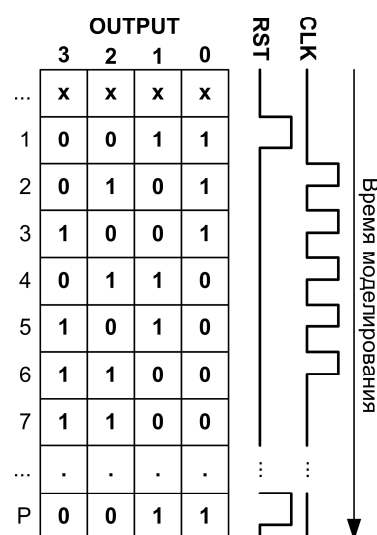 OUTPUT RST CLK
3 2 1 0
... x x x x
1 0 0 1 1
2 0 1 0 1
3 1 0 0 1
4 0 1 1 0
5 1 0 1 0
6 1 1 0 0
7 1 1 0 0
... . . . . ... ...
P 0 0 1 1
Время моделирования